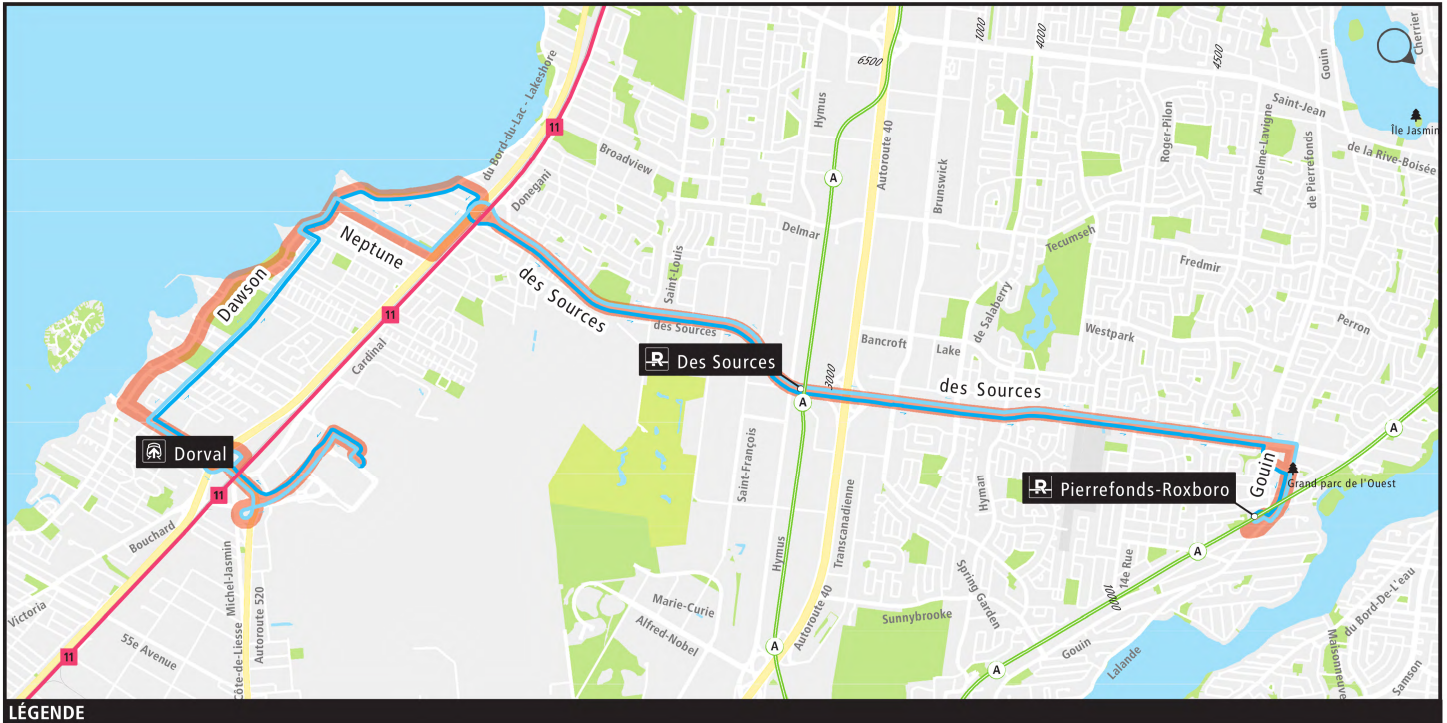 Cherrier
1000
4000
4500
6500
Gouin
Saint-Jean
Île Jasmin
de la Rive-Boisée
du Bord-du-Lac - Lakeshore
11
Hymus
Autoroute 40
Brunswick
Roger-Pilon
Anselme-Lavigne
de Pierrefonds
Broadview
Donegani
A
Delmar
Tecumseh
Fredmir
Neptune
Saint-Louis
des Sources
de Salaberry
Dawson
11
des Sources
Bancroft
Lake
Westpark
Perron
Cardinal
R Des Sources
3000
des Sources
A
A
Dorval
Saint-François
Hyman
Gouin
Grand parc de l'Ouest
R Pierrefonds-Roxboro
11
Bouchard
Transcanadienne
Hymus
A
14e Rue
Victoria
Michel-Jasmin
Côte-de-Liesse
Autoroute 520
55e Avenue
Marie-Curie
Alfred-Nobel
Autoroute 40
Spring Garden
10000
Sunnybrooke
Gouin
Lalande
du Bord-De-L'eau
Maisonneuve
Samson
11
A
A
LÉGENDE